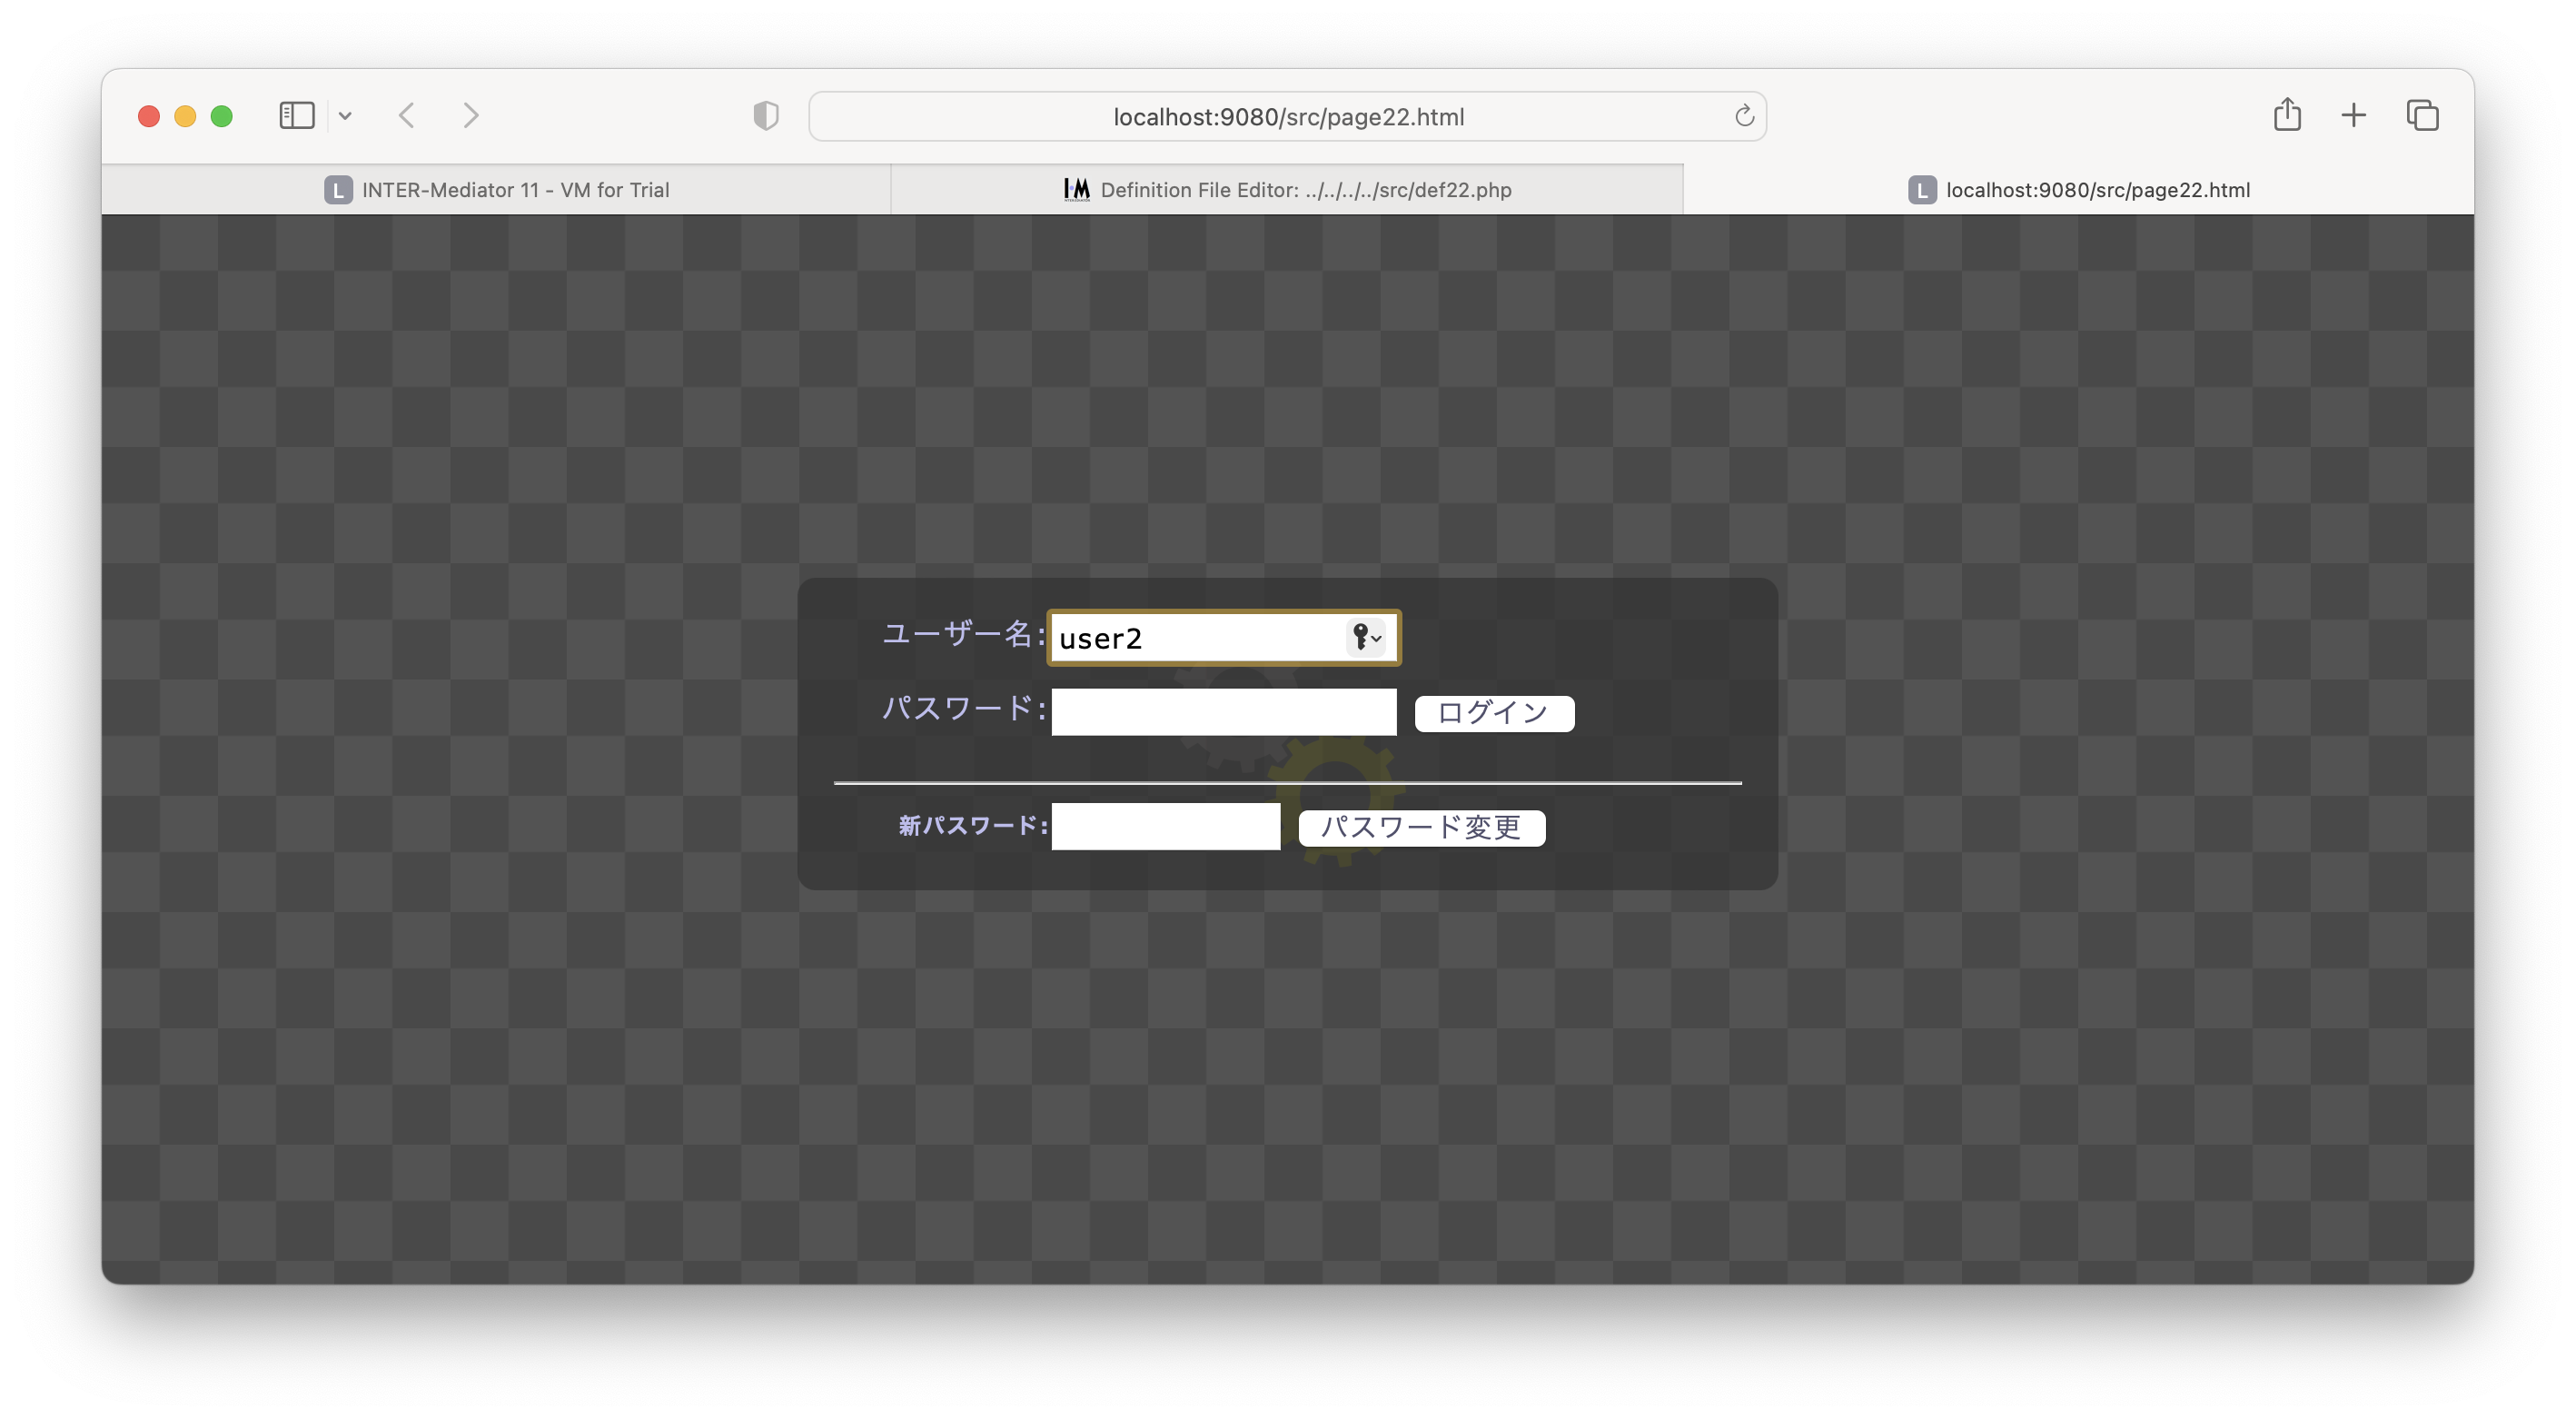 localhost:9080/src/page22.html
L INTER-Mediator 11 - VM for Trial
Definition File Editor: ../../../../src/def22.php
L localhost:9080/src/page22.html
ユーザー名: user2
パスワード: ログイン
新パスワード: パスワード変更